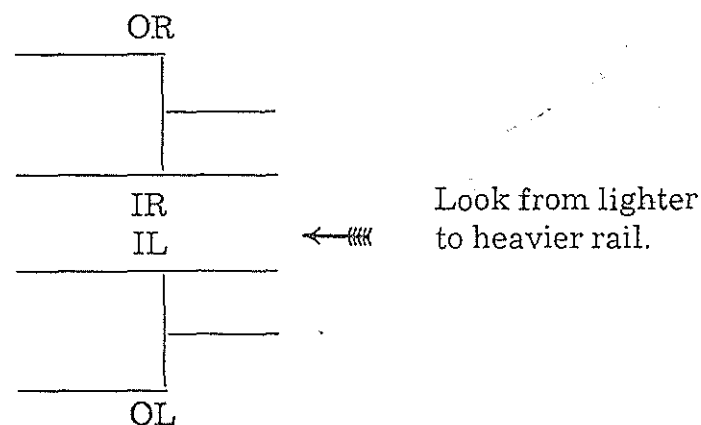 OR
IR
IL
Look from lighter
to heavier rail.
OL